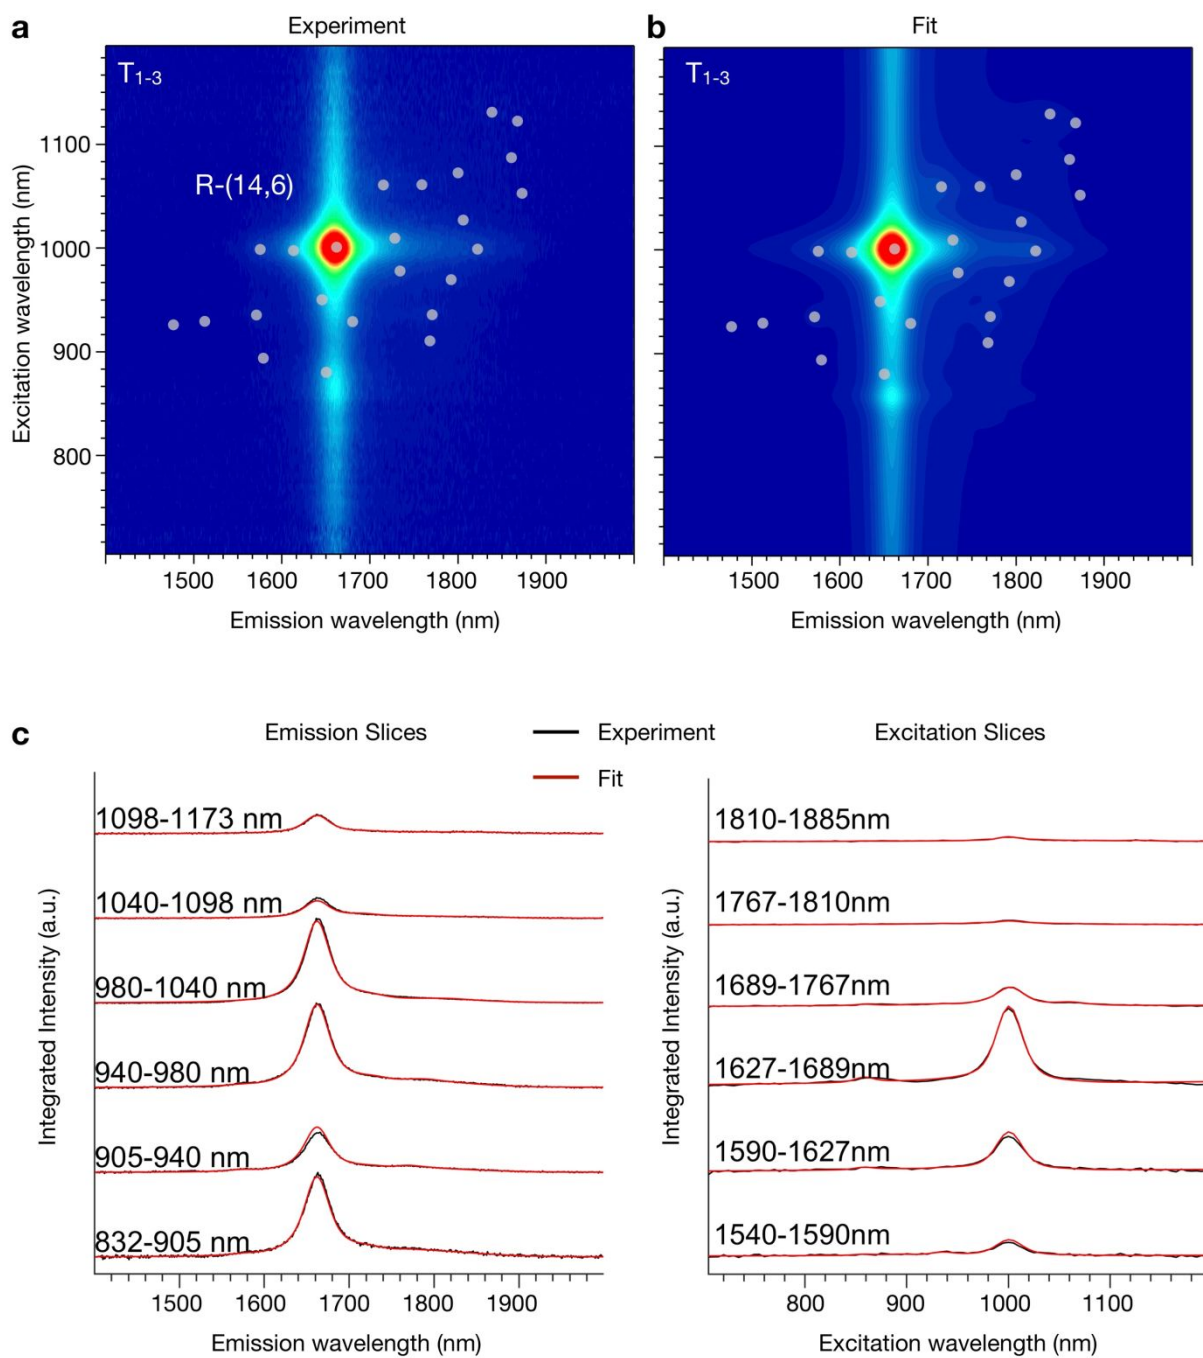 a
Experiment
b
Fit
T1-3
T1-3
R-(14,6)
Excitation wavelength (nm)
1100
1000
900
800
1500 1600 1700 1800 1900
1500 1600 1700 1800 1900
Emission wavelength (nm)
Emission wavelength (nm)
c
Emission Slices
Experiment
Fit
Excitation Slices
Integrated Intensity (a.u.)
1098-1173 nm
1040-1098 nm
980-1040 nm
940-980 nm
905-940 nm
832-905 nm
1500 1600 1700 1800 1900
Emission wavelength (nm)
Integrated Intensity (a.u.)
1810-1885nm
1767-1810nm
1689-1767nm
1627-1689nm
1590-1627nm
1540-1590nm
800 900 1000 1100
Excitation wavelength (nm)